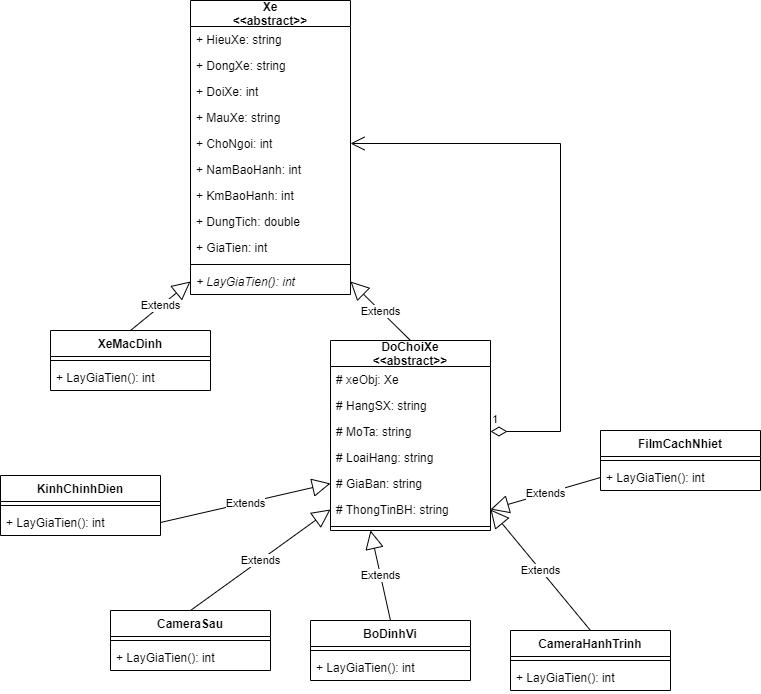 Xe
<<abstract>>
+ HieuXe: string
+ DongXe: string
+ DoiXe: int
+ MauXe: string
+ ChoNgoi: int
+ NamBaoHanh: int
+ KmBaoHanh: int
+ DungTich: double
+ GiaTien: int
+ LayGiaTien(): int
Extends
Extends
XeMacDinh
+ LayGiaTien(): int
DoChoiXe
<<abstract>>
# xeObj: Xe
# HangSX: string
# MoTa: string
# LoaiHang: string
# GiaBan: string
# ThongTinBH: string
1
FilmCachNhiet
+ LayGiaTien(): int
KinhChinhDien
+ LayGiaTien(): int
Extends
Extends
Extends
Extends
Extends
CameraSau
+ LayGiaTien(): int
BoDinhVi
+ LayGiaTien(): int
CameraHanhTrinh
+ LayGiaTien(): int